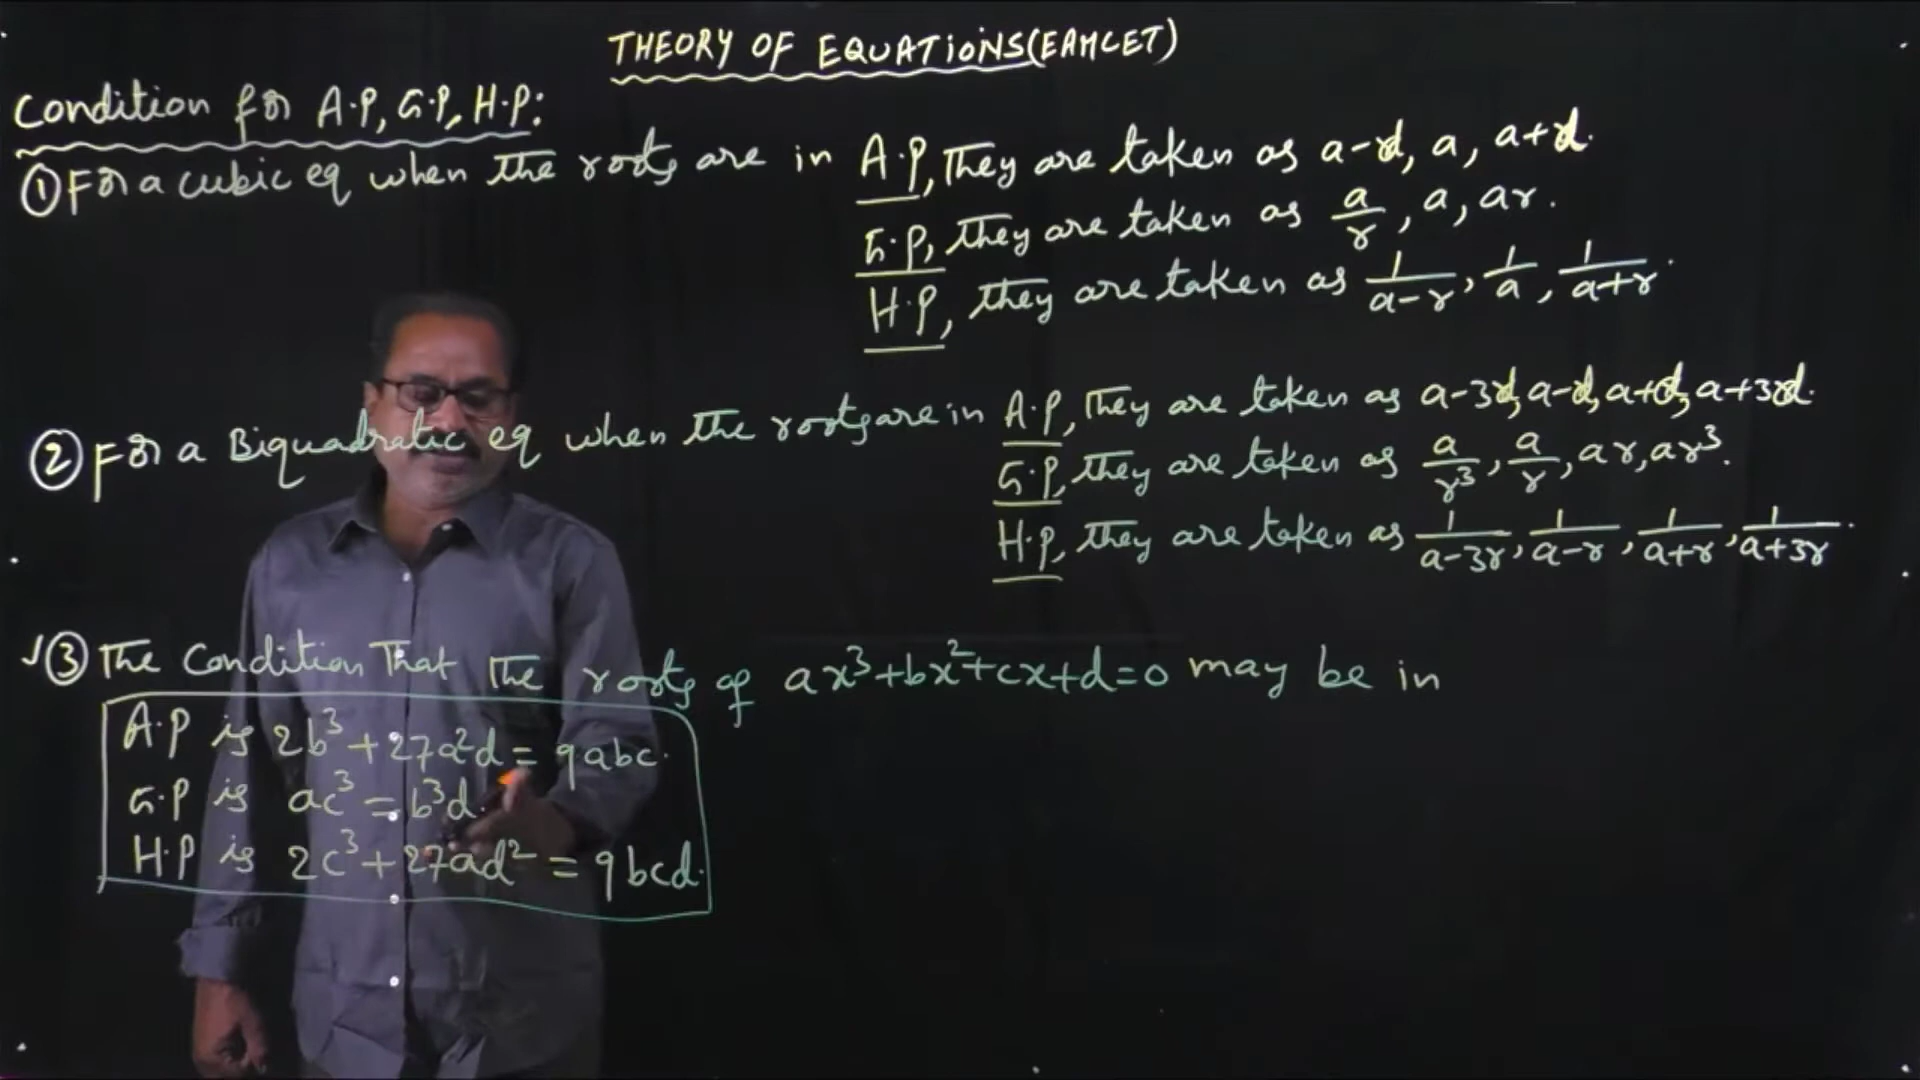 THEORY OF EQUATIONS(EAMCET)
Condition for A.P, G.P, H.P:
① For a cubic eq when the roots are in A.P, They are taken as a-d, a, a+d.
G.P, they are taken as a/r, a, ar.
H.P, they are taken as 1/(a-r), 1/a, 1/(a+r).
② For a Biquadratic eq when the roots are in A.P, They are taken as a-3d, a-d, a+d, a+3d.
G.P, they are taken as a/r³, a/r, ar, ar³.
H.P, they are taken as 1/(a-3r), 1/(a-r), 1/(a+r), 1/(a+3r).
√③ The Condition That the roots of ax³+bx²+cx+d=0 may be in
A.P is 2b³+27a²d=9abc.
G.P is ac³=b³d.
H.P is 2c³+27ad²=9bcd.